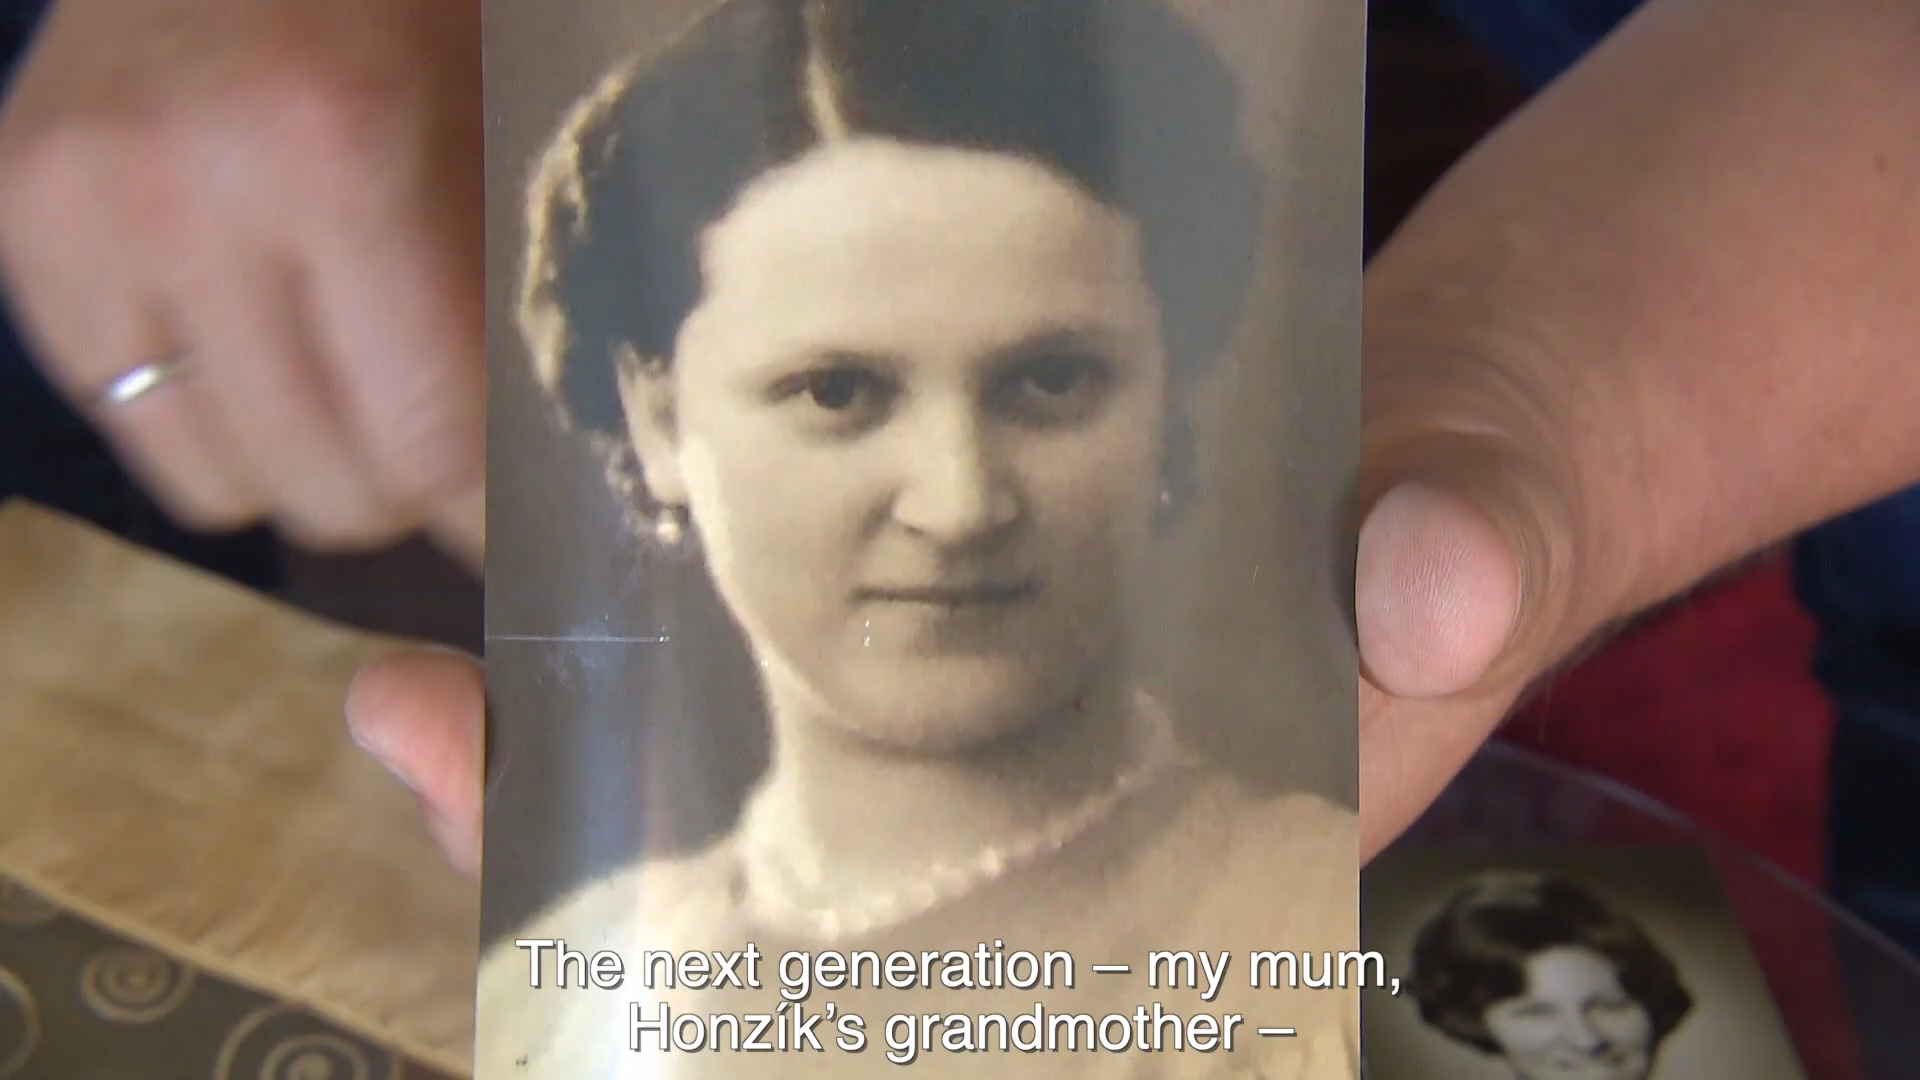 The next generation – my mum,
Honzík’s grandmother –